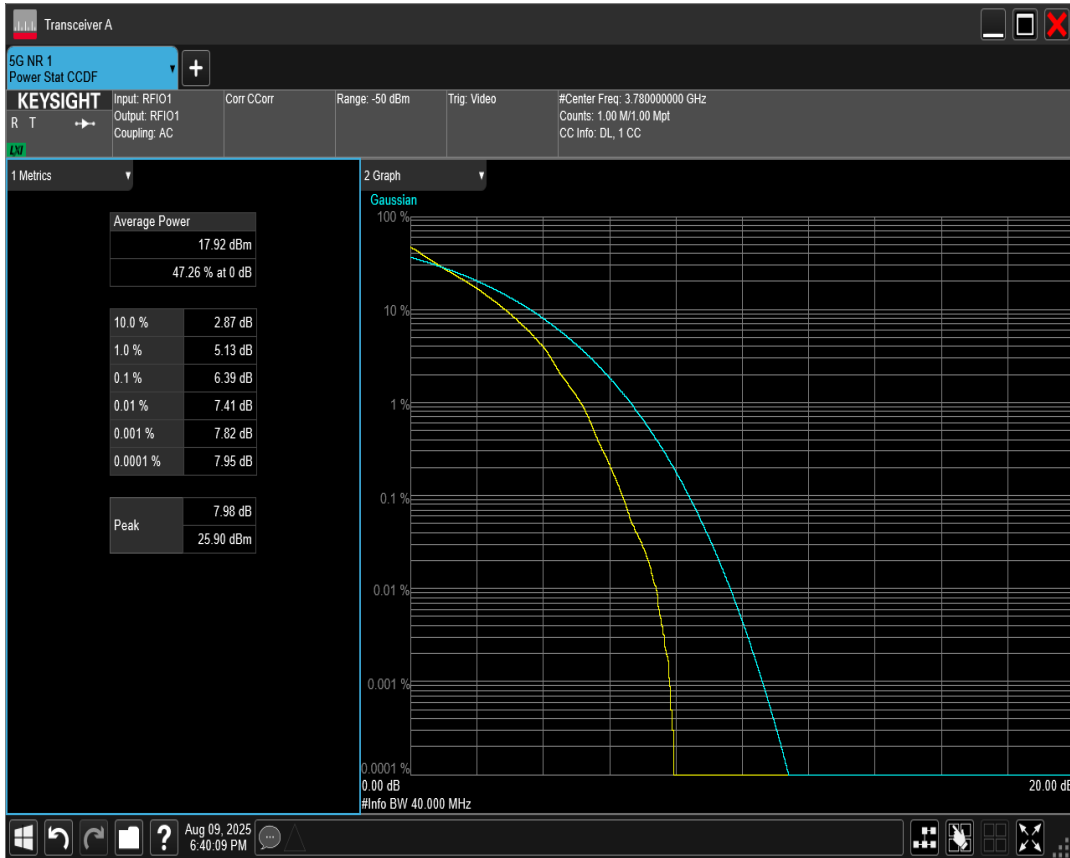 Transceiver A
5G NR 1
Power Stat CCDF
+
KEYSIGHT
R T
LXI
Input: RFIO1
Output: RFIO1
Coupling: AC
Corr CCorr
Range: -50 dBm
Trig: Video
#Center Freq: 3.780000000 GHz
Counts: 1.00 M/1.00 Mpt
CC Info: DL, 1 CC
1 Metrics
Average Power
17.92 dBm
47.26 % at 0 dB
10.0 % 2.87 dB
1.0 % 5.13 dB
0.1 % 6.39 dB
0.01 % 7.41 dB
0.001 % 7.82 dB
0.0001 % 7.95 dB
Peak
7.98 dB
25.90 dBm
2 Graph
Gaussian
100 %
10 %
1 %
0.1 %
0.01 %
0.001 %
0.0001 %
0.00 dB
20.00 dB
#Info BW 40.000 MHz
?
Aug 09, 2025
6:40:09 PM